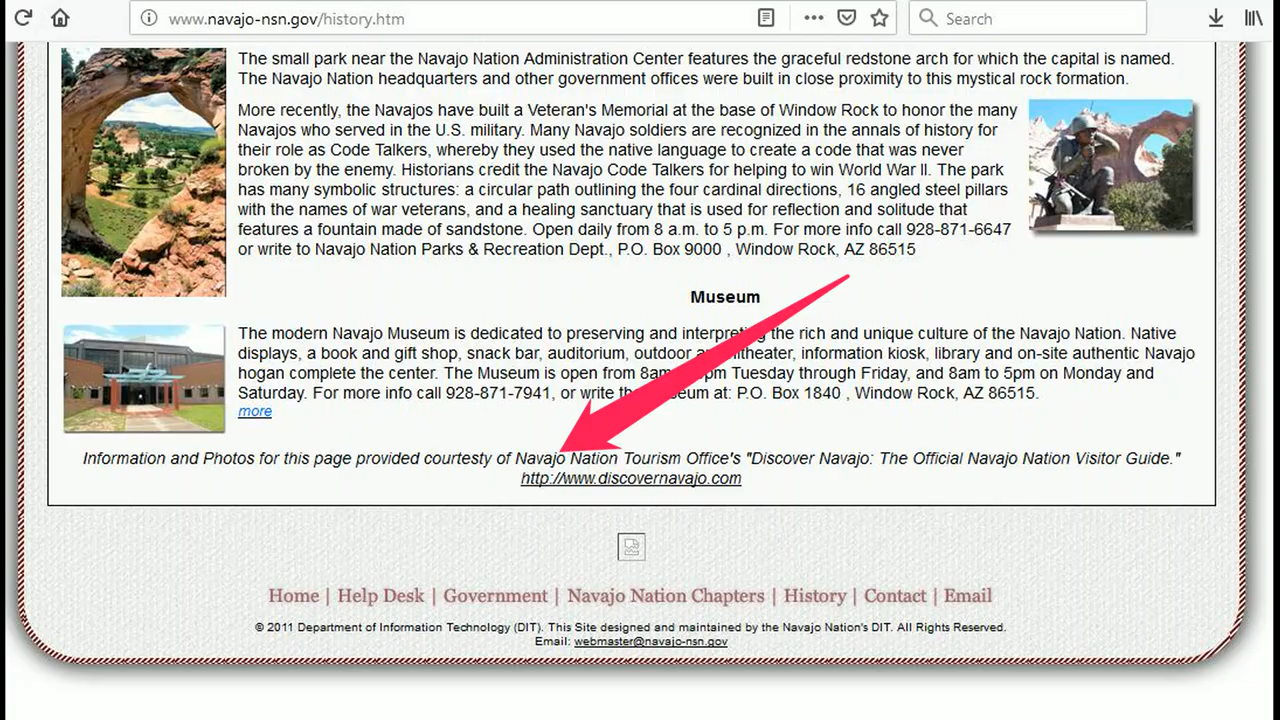 www.navajo-nsn.gov/history.htm
Search
The small park near the Navajo Nation Administration Center features the graceful redstone arch for which the capital is named.
The Navajo Nation headquarters and other government offices were built in close proximity to this mystical rock formation.
More recently, the Navajos have built a Veteran's Memorial at the base of Window Rock to honor the many
Navajos who served in the U.S. military. Many Navajo soldiers are recognized in the annals of history for
their role as Code Talkers, whereby they used the native language to create a code that was never
broken by the enemy. Historians credit the Navajo Code Talkers for helping to win World War II. The park
has many symbolic structures: a circular path outlining the four cardinal directions, 16 angled steel pillars
with the names of war veterans, and a healing sanctuary that is used for reflection and solitude that
features a fountain made of sandstone. Open daily from 8 a.m. to 5 p.m. For more info call 928-871-6647
or write to Navajo Nation Parks & Recreation Dept., P.O. Box 9000 , Window Rock, AZ 86515
Museum
The modern Navajo Museum is dedicated to preserving and interpreting the rich and unique culture of the Navajo Nation. Native
displays, a book and gift shop, snack bar, auditorium, outdoor information kiosk, library and on-site authentic Navajo
hogan complete the center. The Museum is open from 8am Tuesday through Friday, and 8am to 5pm on Monday and
Saturday. For more info call 928-871-7941, or write the Museum at: P.O. Box 1840 , Window Rock, AZ 86515.
more
Information and Photos for this page provided courtesty of Navajo Nation Tourism Office's "Discover Navajo: The Official Navajo Nation Visitor Guide."
http://www.discovernavajo.com
Home | Help Desk | Government | Navajo Nation Chapters | History | Contact | Email
© 2011 Department of Information Technology (DIT). This Site designed and maintained by the Navajo Nation's DIT. All Rights Reserved.
Email: webmaster@navajo-nsn.gov